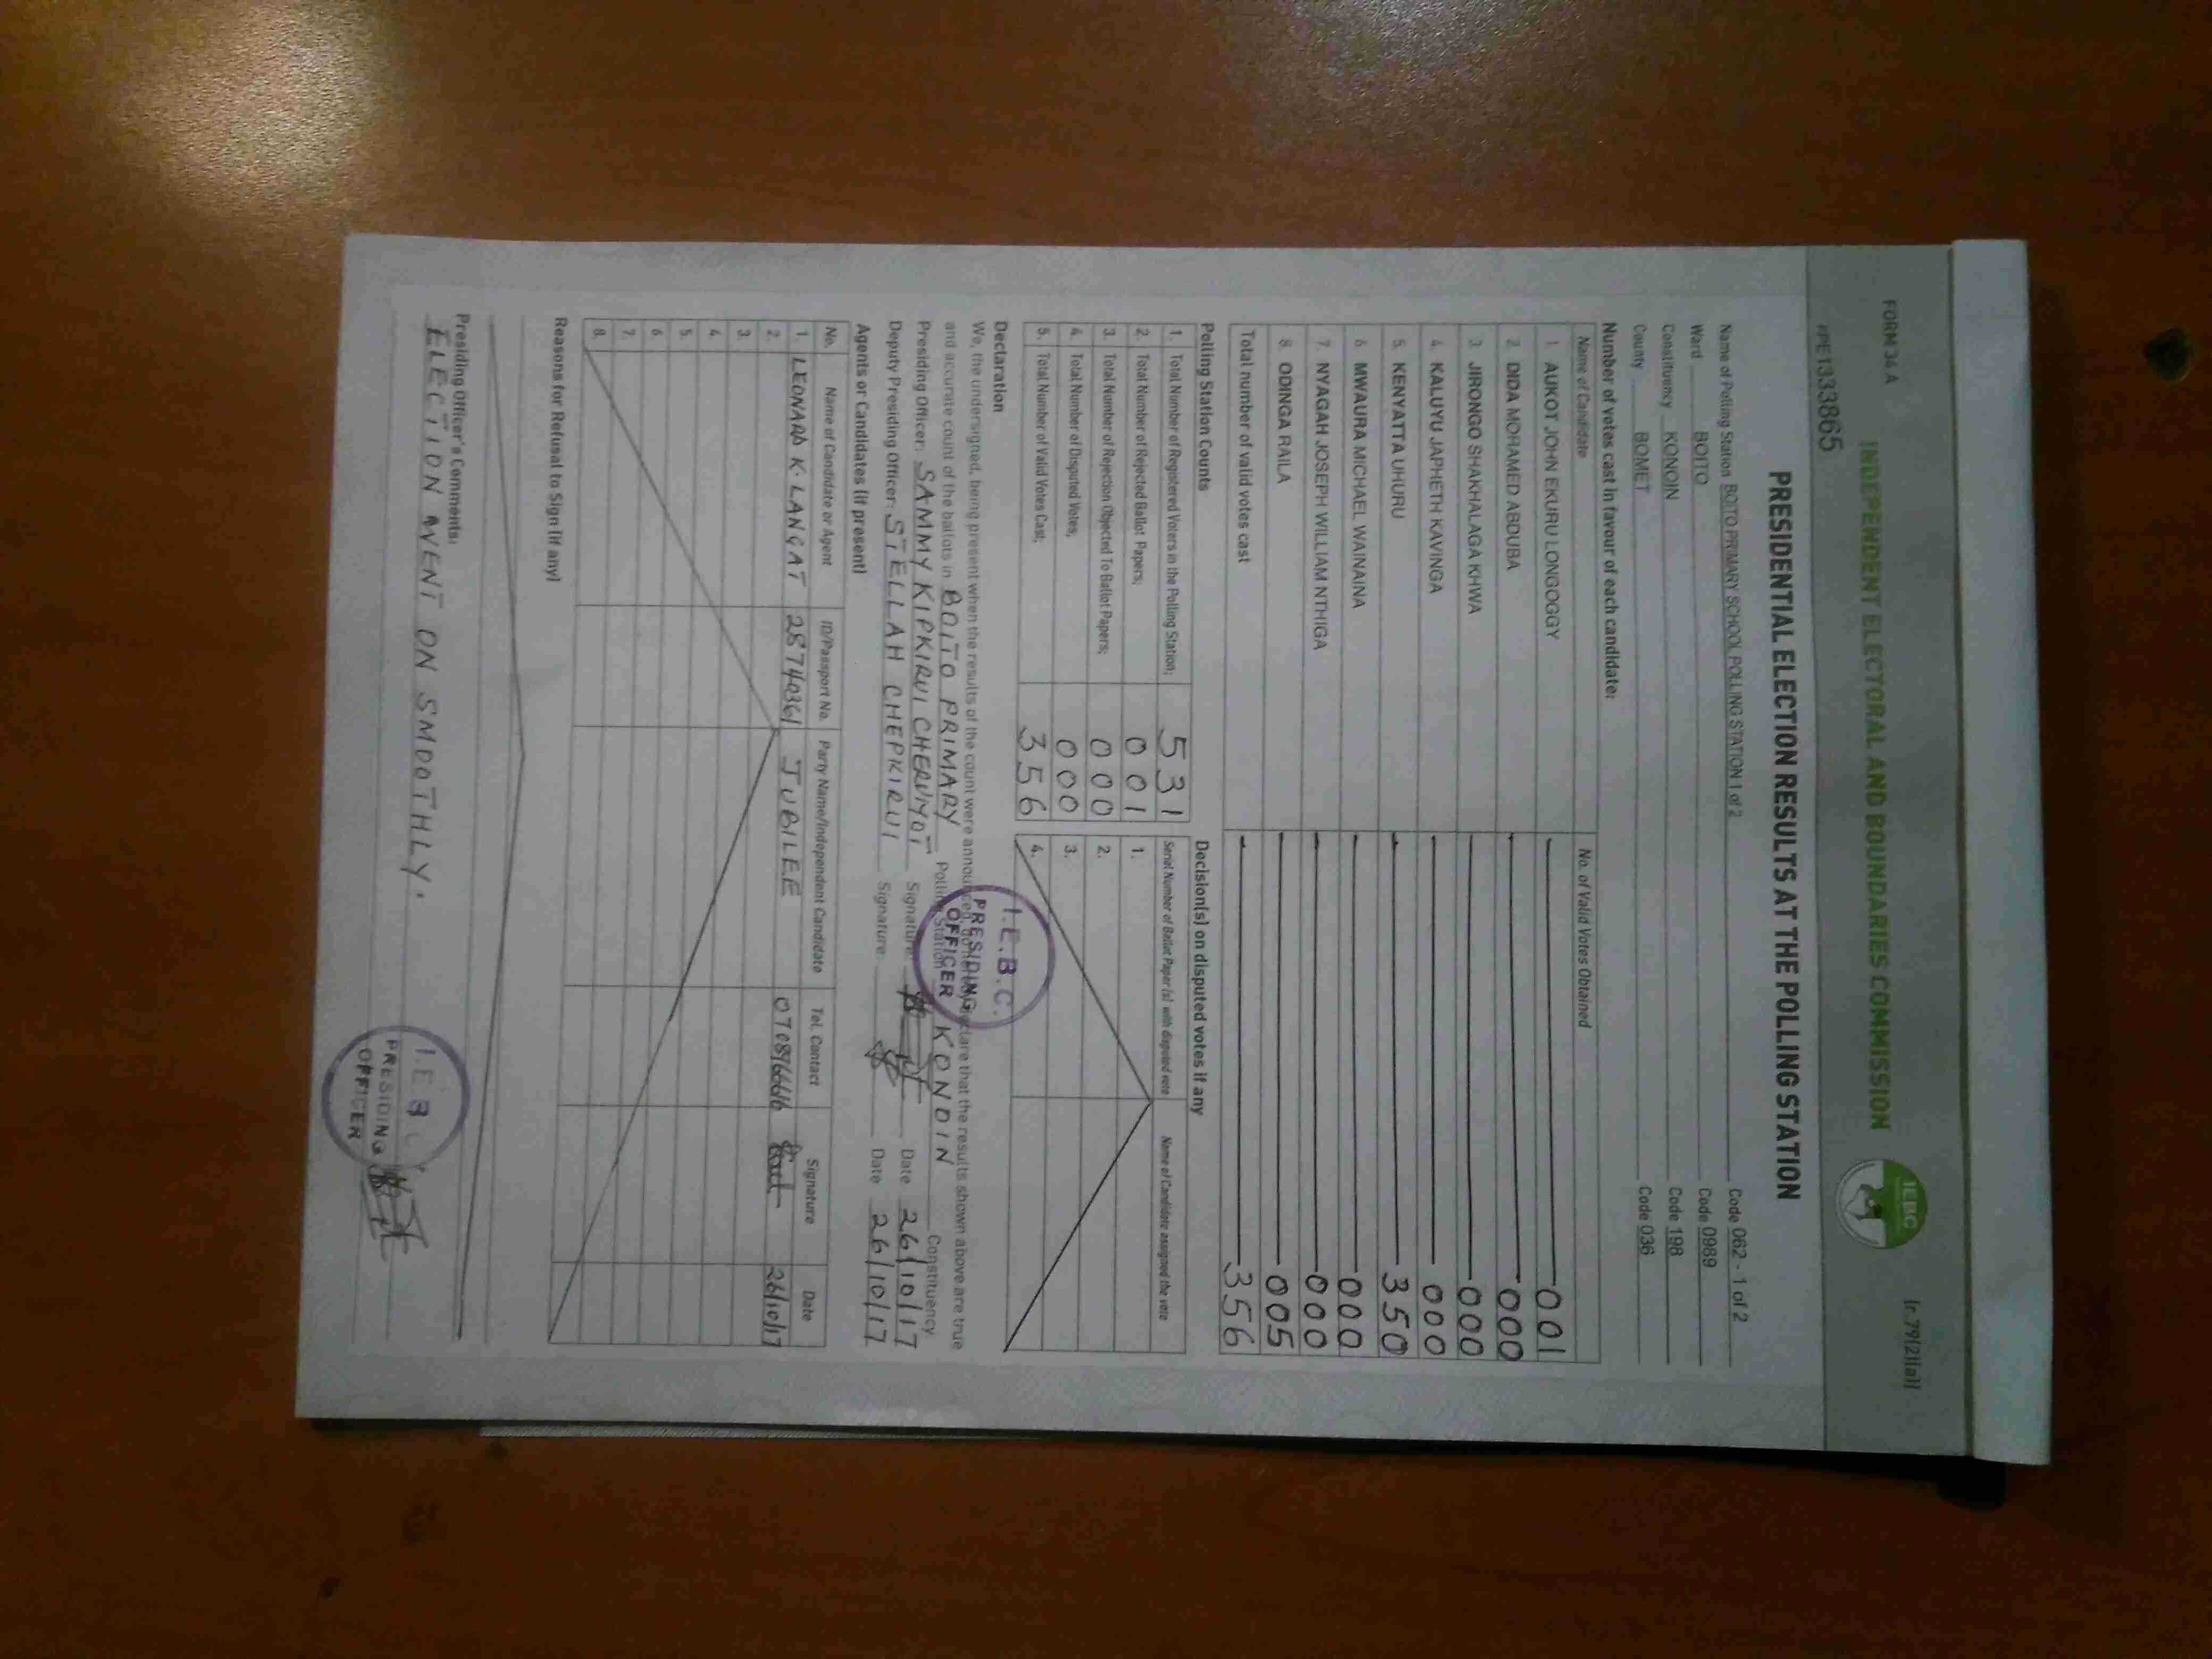 FORM 34 A
[r.79(2)(a)]
INDEPENDENT ELECTORAL AND BOUNDARIES COMMISSION
IEBC
PE1333865
PRESIDENTIAL ELECTION RESULTS AT THE POLLING STATION
Name of Polling Station BOITO PRIMARY SCHOOL POLLING STATION 1 of 2 Code 062 - 1 of 2
Ward BOITO Code 0989
Constituency KONOIN Code 198
County BOMET Code 036
Number of votes cast in favour of each candidate:
Name of Candidate No. of Valid Votes Obtained
1 AUKOT JOHN EKURU LONGOGGY 001
2 DIDA MOHAMED ABDUBA 000
3 JIRONGO SHAKHALAGA KHWA 000
4. KALUYU JAPHETH KAVINGA 000
5. KENYATTA UHURU 350
6 MWAURA MICHAEL WAINAINA 000
7 NYAGAH JOSEPH WILLIAM NTHIGA 000
8. ODINGA RAILA 005
Total number of valid votes cast 356
Polling Station Counts
1. Total Number of Registered Voters in the Polling Station; 531
2. Total Number of Rejected Ballot Papers; 001
3. Total Number of Rejection Objected To Ballot Papers; 000
4. Total Number of Disputed Votes; 000
5. Total Number of Valid Votes Cast; 356
Decision(s) on disputed votes if any
Serial Number of Ballot Paper(s) with disputed vote Name of Candidate assigned the vote
1.
2.
3.
4.
Declaration
We, the undersigned, being present when the results of the count were announced, do hereby declare that the results shown above are true
and accurate count of the ballots in BOITO PRIMARY Polling Station KONOIN Constituency
Presiding Officer: SAMMY KIPKIRUI CHERUIYOT Signature: Date 26/10/17
Deputy Presiding Officer: STELLAH CHEPKIRUI Signature: Date 26/10/17
I.E.B.C.
PRESIDING
OFFICER
Agents or Candidates (if present)
No. Name of Candidate or Agent ID/Passport No. Party Name/Independent Candidate Tel. Contact Signature Date
1. LEONARD K. LANGAT 28740361 JUBILEE 26/10/17
2.
3.
4
5.
6.
7.
8.
Reasons for Refusal to Sign (if any)
Presiding Officer's Comments:
ELECTION WENT ON SMOOTHLY.
I.E.B.C
PRESIDING
OFFICER